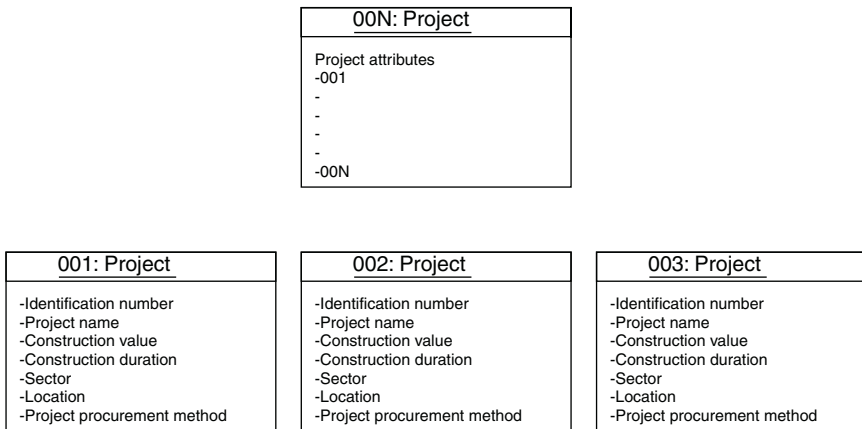 00N: Project
Project attributes
-001
-
-
-
-
-00N
001: Project
-Identification number
-Project name
-Construction value
-Construction duration
-Sector
-Location
-Project procurement method
002: Project
-Identification number
-Project name
-Construction value
-Construction duration
-Sector
-Location
-Project procurement method
003: Project
-Identification number
-Project name
-Construction value
-Construction duration
-Sector
-Location
-Project procurement method